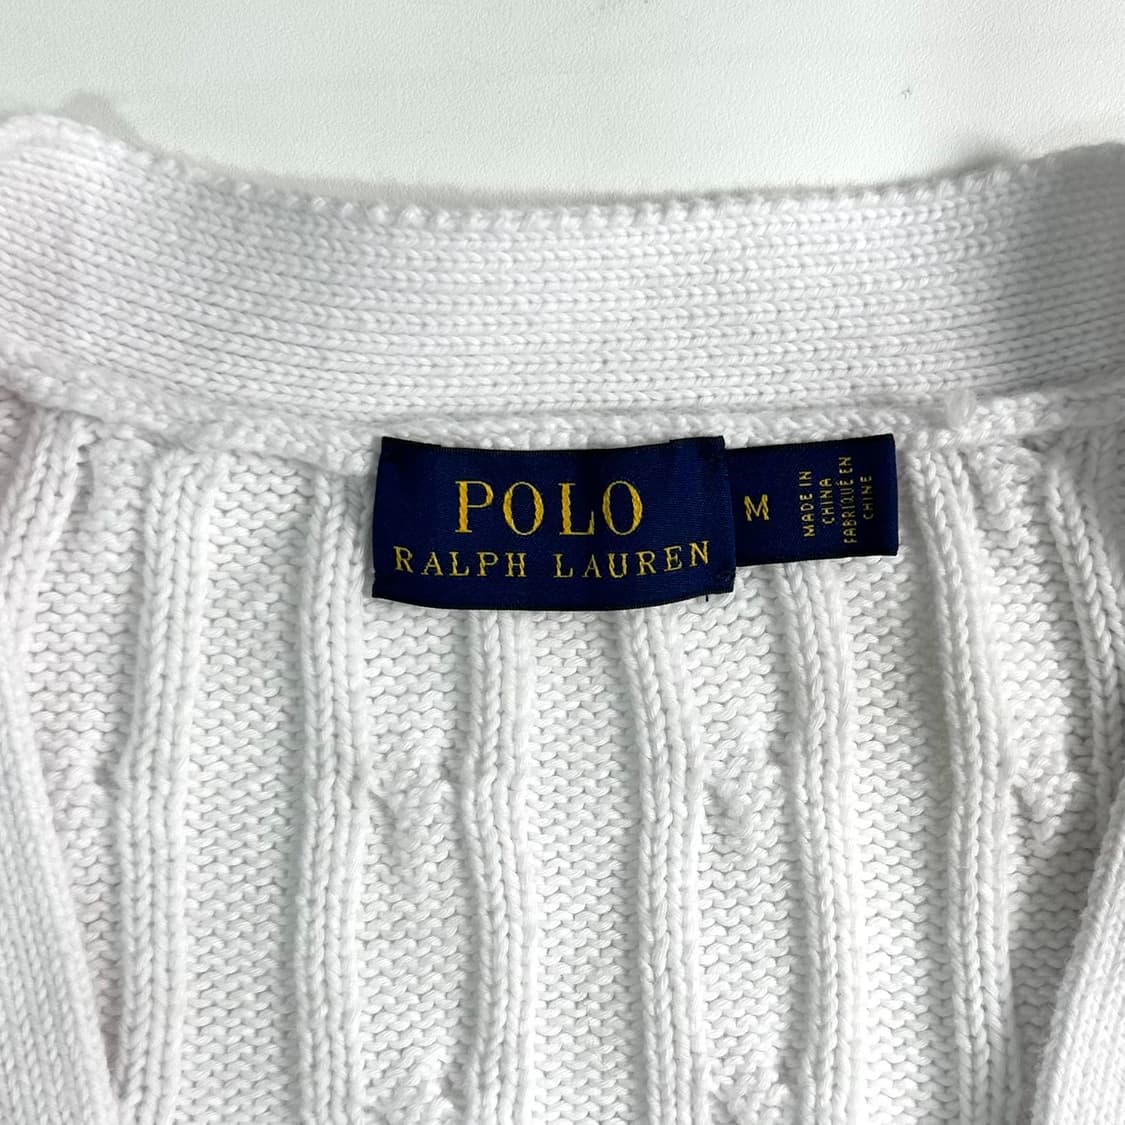 POLO
RALPH LAUREN
M
MADE IN
CHINA
FABRIQUÉ EN
CHINE